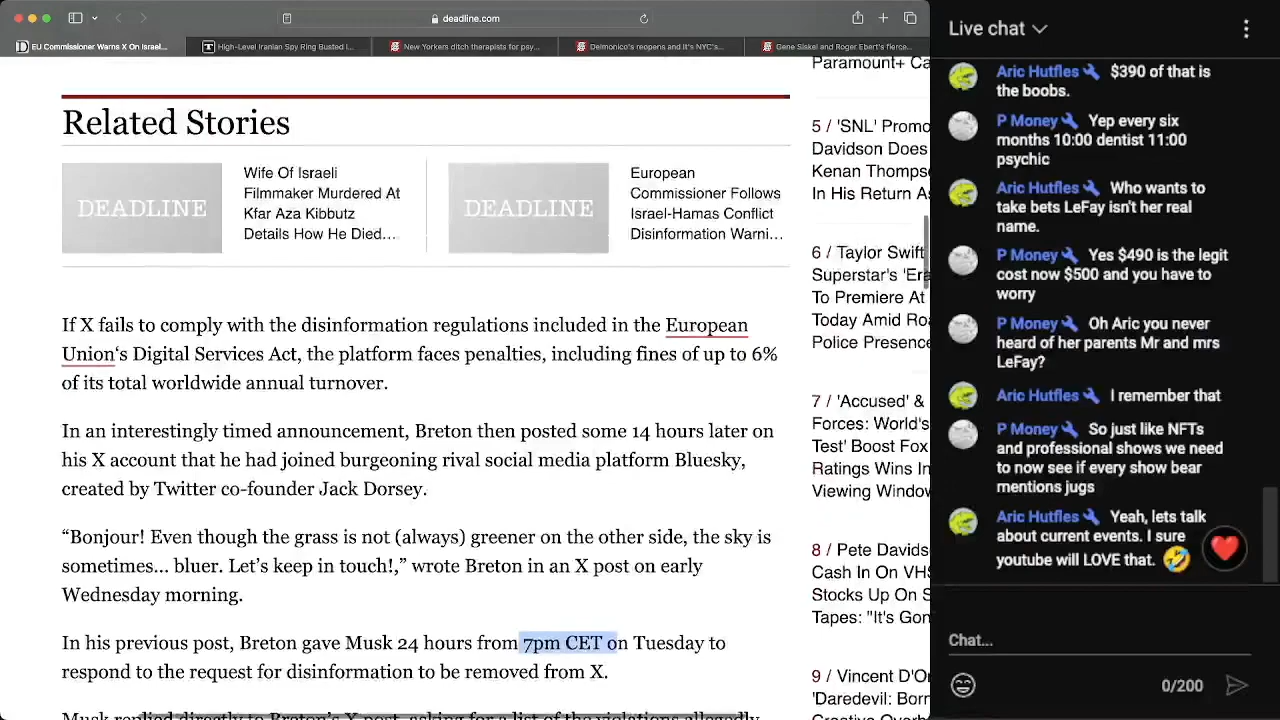 deadline.com
EU Commissioner Warns X On Israel...
High-Level Iranian Spy Ring Busted I...
New Yorkers ditch therapists for psy...
Delmonico's reopens and it's NYC's...
Gene Siskel and Roger Ebert's fierce...
Related Stories
DEADLINE
Wife Of Israeli
Filmmaker Murdered At
Kfar Aza Kibbutz
Details How He Died...
DEADLINE
European
Commissioner Follows
Israel-Hamas Conflict
Disinformation Warni...
If X fails to comply with the disinformation regulations included in the European
Union‘s Digital Services Act, the platform faces penalties, including fines of up to 6%
of its total worldwide annual turnover.
In an interestingly timed announcement, Breton then posted some 14 hours later on
his X account that he had joined burgeoning rival social media platform Bluesky,
created by Twitter co-founder Jack Dorsey.
“Bonjour! Even though the grass is not (always) greener on the other side, the sky is
sometimes… bluer. Let’s keep in touch!,” wrote Breton in an X post on early
Wednesday morning.
In his previous post, Breton gave Musk 24 hours from 7pm CET on Tuesday to
respond to the request for disinformation to be removed from X.
Musk replied directly to Breton’s X post, asking for a list of the violations allegedly
Paramount+ Ca
5 / 'SNL' Promo
Davidson Does
Kenan Thomps
In His Return As
6 / Taylor Swift
Superstar's 'Era
To Premiere At
Today Amid Roa
Police Presence
7 / 'Accused' &
Forces: World's
Test' Boost Fox
Ratings Wins In
Viewing Window
8 / Pete Davids
Cash In On VHS
Stocks Up On S
Tapes: "It's Gon
9 / Vincent D'O
'Daredevil: Born
Creative Overh
Live chat
Aric Hutfles $390 of that is
the boobs.
P Money Yep every six
months 10:00 dentist 11:00
psychic
Aric Hutfles Who wants to
take bets LeFay isn't her real
name.
P Money Yes $490 is the legit
cost now $500 and you have to
worry
P Money Oh Aric you never
heard of her parents Mr and mrs
LeFay?
Aric Hutfles I remember that
P Money So just like NFTs
and professional shows we need
to now see if every show bear
mentions jugs
Aric Hutfles Yeah, lets talk
about current events. I sure
youtube will LOVE that. 🤣
Chat...
0/200